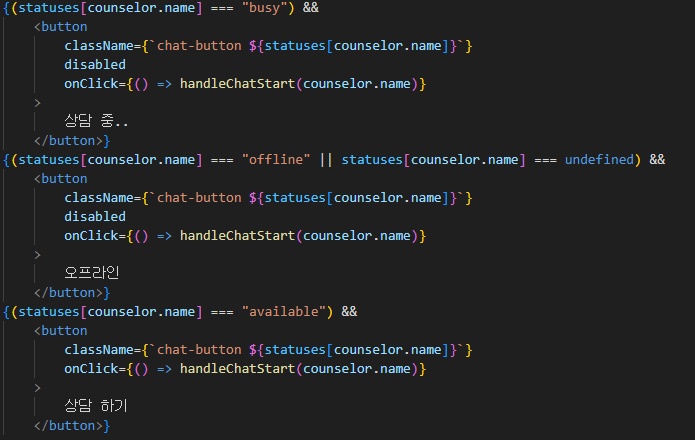 {(statuses[counselor.name] === "busy") &&
<button
className={`chat-button ${statuses[counselor.name]}`}
disabled
onClick={() => handleChatStart(counselor.name)}
>
상담 중..
</button>}
{(statuses[counselor.name] === "offline" || statuses[counselor.name] === undefined) &&
<button
className={`chat-button ${statuses[counselor.name]}`}
disabled
onClick={() => handleChatStart(counselor.name)}
>
오프라인
</button>}
{(statuses[counselor.name] === "available") &&
<button
className={`chat-button ${statuses[counselor.name]}`}
onClick={() => handleChatStart(counselor.name)}
>
상담 하기
</button>}